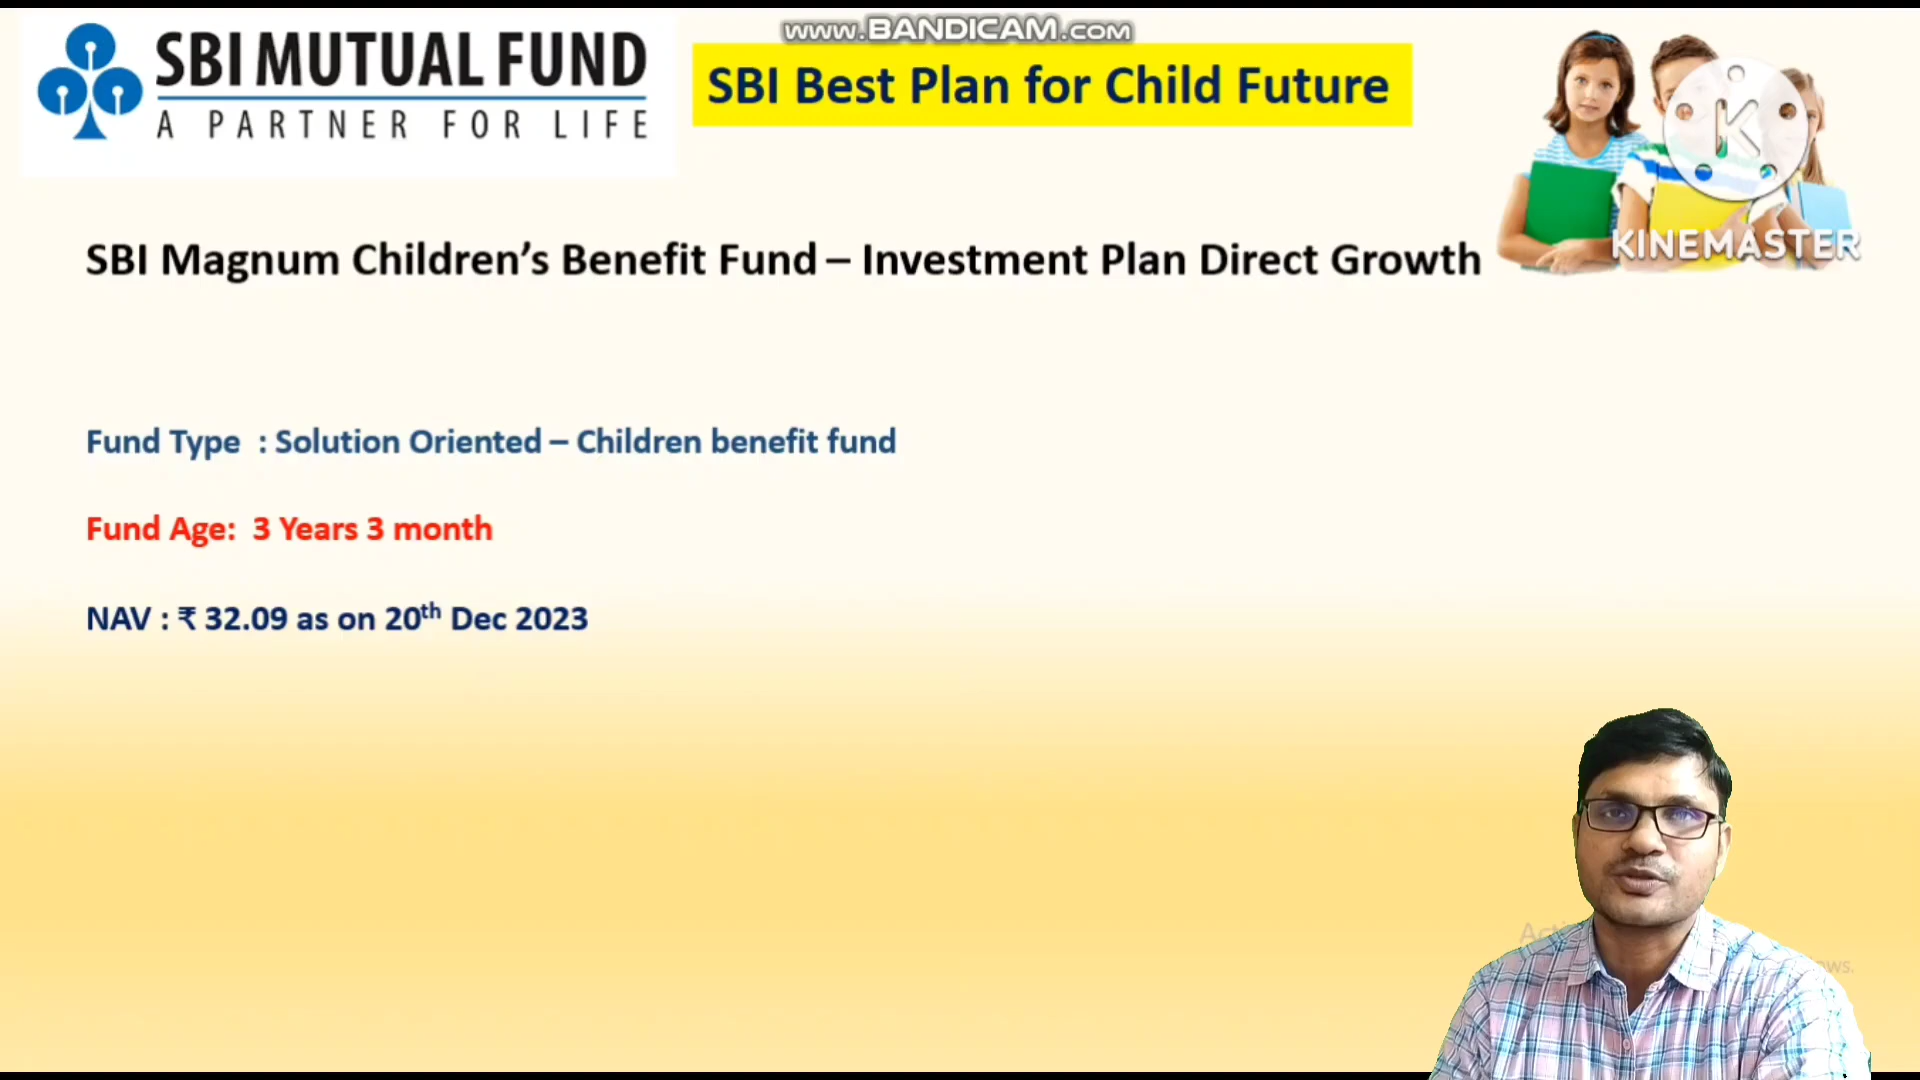 www.BANDICAM.com
SBI MUTUAL FUND
A PARTNER FOR LIFE
SBI Best Plan for Child Future
K
KINEMASTER
SBI Magnum Children’s Benefit Fund – Investment Plan Direct Growth
Fund Type : Solution Oriented – Children benefit fund
Fund Age: 3 Years 3 month
NAV : ₹ 32.09 as on 20th Dec 2023